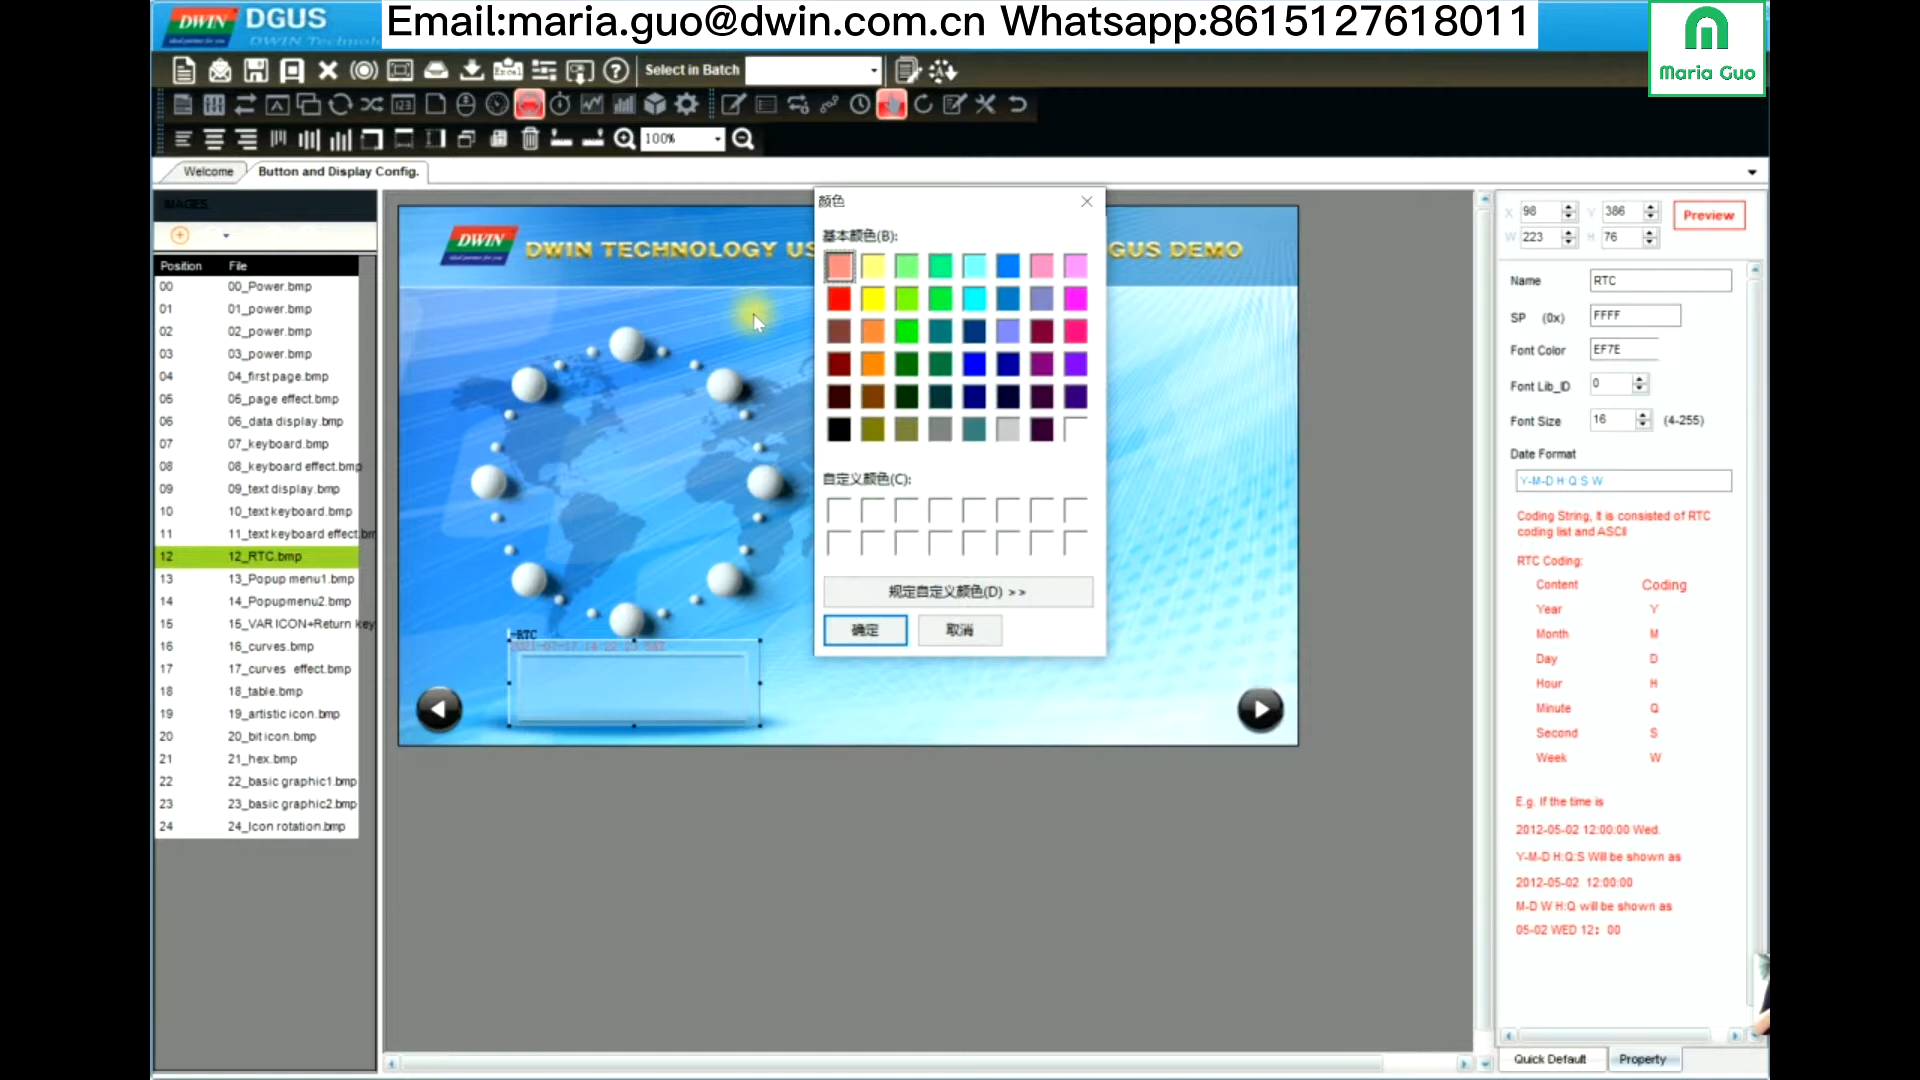 DWIN
DGUS
DWIN Technol
Email:maria.guo@dwin.com.cn Whatsapp:8615127618011
Maria Guo
Select in Batch
100%
Welcome
Button and Display Config.
IMAGES
Position File
00 00_Power.bmp
01 01_power.bmp
02 02_power.bmp
03 03_power.bmp
04 04_first page.bmp
05 05_page effect.bmp
06 06_data display.bmp
07 07_keyboard.bmp
08 08_keyboard effect.bmp
09 09_text display.bmp
10 10_text keyboard.bmp
11 11_text keyboard effect.bm
12 12_RTC.bmp
13 13_Popup menu1.bmp
14 14_Popupmenu2.bmp
15 15_VAR ICON+Return key
16 16_curves.bmp
17 17_curves effect.bmp
18 18_table.bmp
19 19_artistic icon.bmp
20 20_bit icon.bmp
21 21_hex.bmp
22 22_basic graphic1.bmp
23 23_basic graphic2.bmp
24 24_Icon rotation.bmp
DWIN
DWIN TECHNOLOGY US
GUS DEMO
RTC
颜色
基本颜色(B):
自定义颜色(C):
规定自定义颜色(D) >>
确定
取消
X 98 Y 386
W 223 H 76
Preview
Name RTC
SP (0x) FFFF
Font Color EF7E
Font Lib_ID 0
Font Size 16 (4-255)
Date Format
Y-M-D H:Q:S W
Coding String, It is consisted of RTC
coding list and ASCII
RTC Coding:
Content Coding
Year Y
Month M
Day D
Hour H
Minute Q
Second S
Week W
E.g. If the time is
2012-05-02 12:00:00 Wed.
Y-M-D H:Q:S Will be shown as
2012-05-02 12:00:00
M-D W H:Q will be shown as
05-02 WED 12: 00
Quick Default
Property